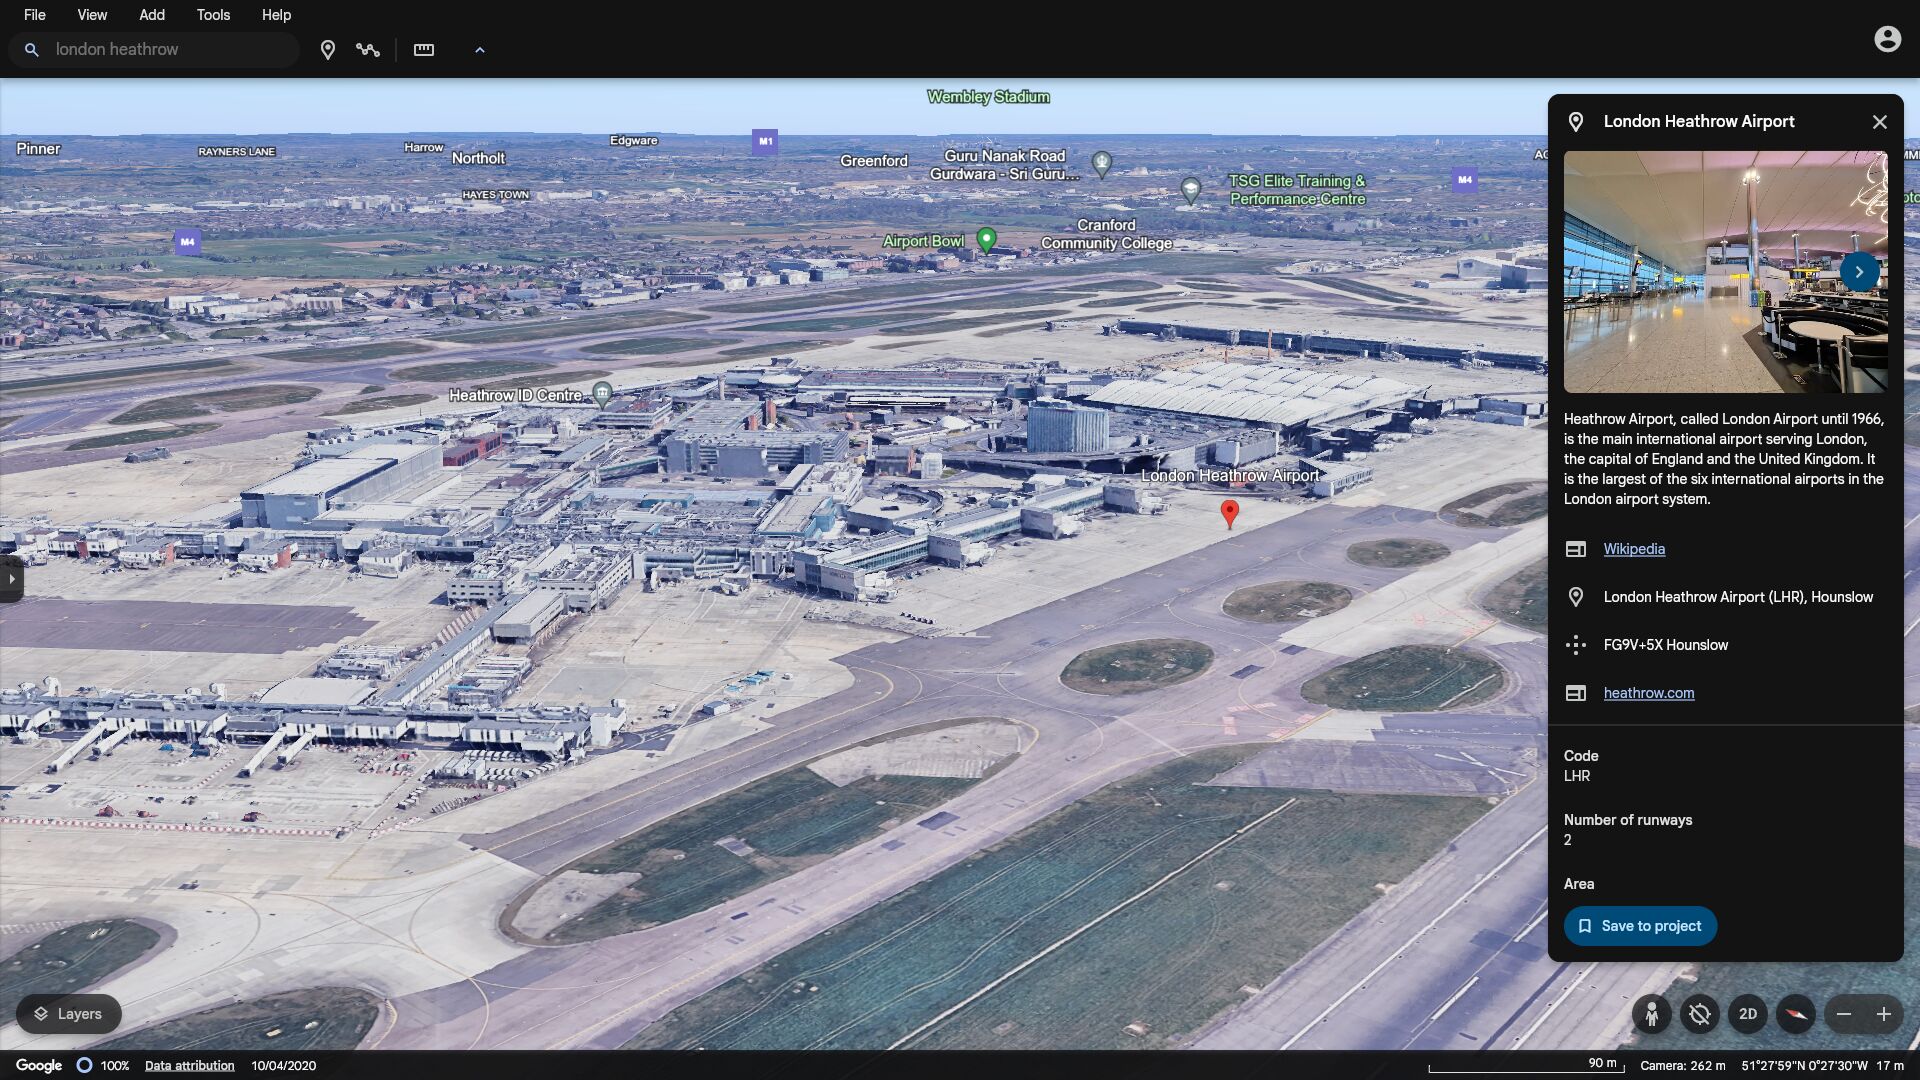 File View Add Tools Help
london heathrow
Wembley Stadium
Pinner
RAYNERS LANE
Harrow
Northolt
Edgware
M1
Greenford
Guru Nanak Road
Gurdwara - Sri Guru...
HAYES TOWN
M4
TSG Elite Training &
Performance Centre
M4
Airport Bowl
Cranford
Community College
Heathrow ID Centre
London Heathrow Airport
London Heathrow Airport
Heathrow Airport, called London Airport until 1966,
is the main international airport serving London,
the capital of England and the United Kingdom. It
is the largest of the six international airports in the
London airport system.
Wikipedia
London Heathrow Airport (LHR), Hounslow
FG9V+5X Hounslow
heathrow.com
Code
LHR
Number of runways
2
Area
Save to project
Layers
2D
Google 100% Data attribution 10/04/2020
90 m Camera: 262 m 51°27'59"N 0°27'30"W 17 m